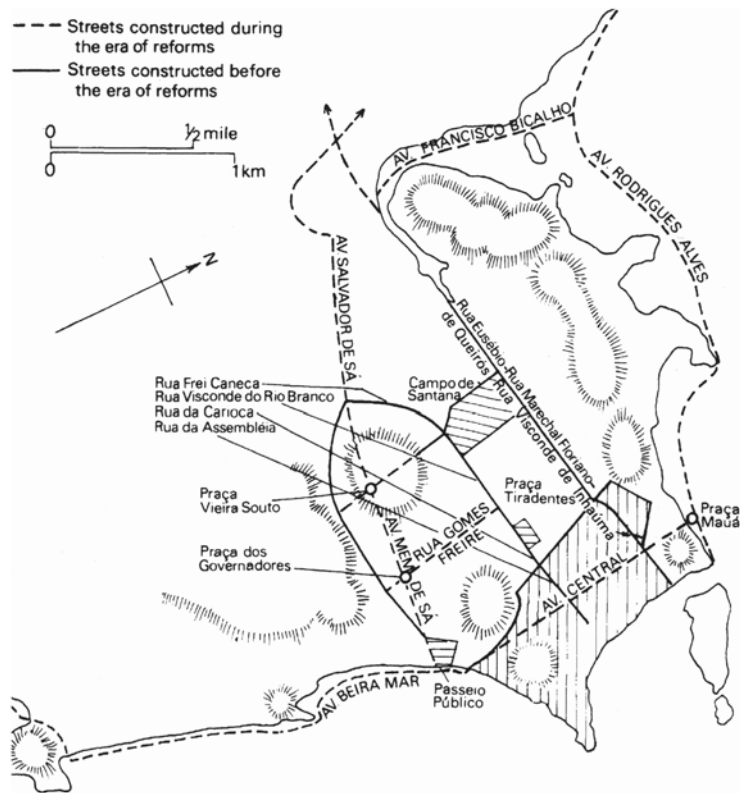 Streets constructed during
the era of reforms
Streets constructed before
the era of reforms
0 ½ mile
0 1 km
N
AV. FRANCISCO BICALHO
AV RODRIGUES ALVES
AV SALVADOR DE SÁ
Rua Eusébio
de Queirós
Rua Marechal Floriano-
Rua Visconde de Inhaúma
Rua Frei Caneca
Rua Visconde do Rio Branco
Rua da Carioca
Rua da Assembléia
Campo de
Santana
Praça
Tiradentes
Praça
Mauá
Praça
Vieira Souto
Praça dos
Governadores
AV MEM DE SÁ
RUA GOMES
FREIRE
AV. CENTRAL
Passeio
Público
AV BEIRA MAR